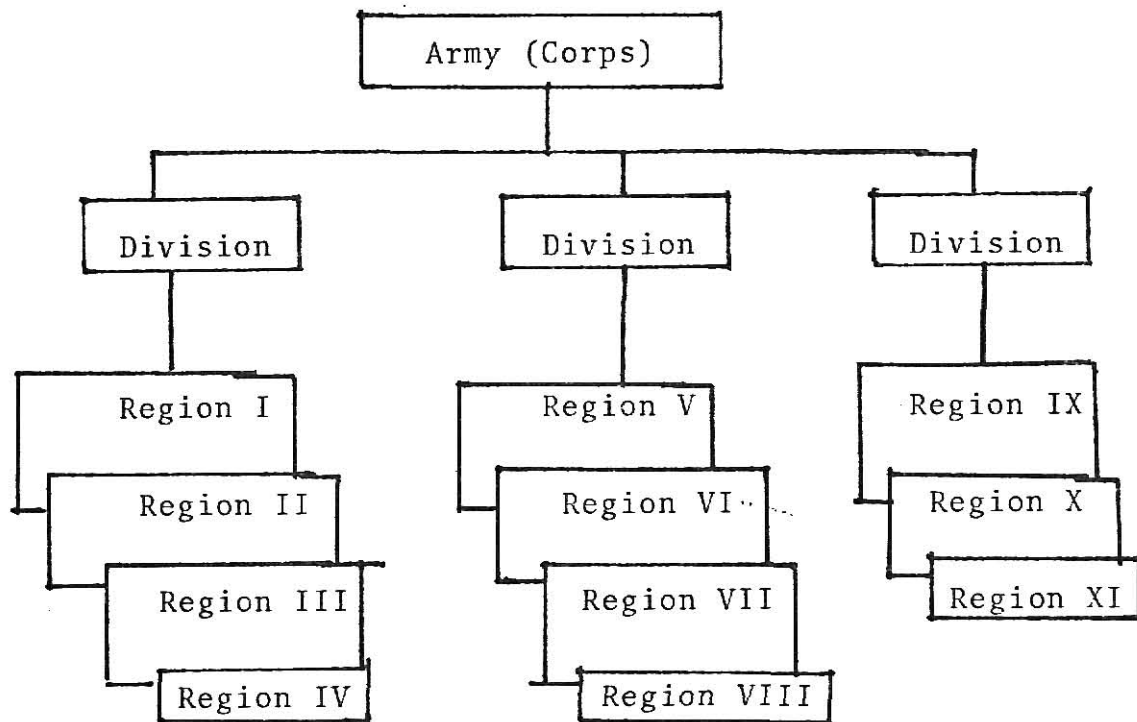 Army (Corps)
Division
Division
Division
Region I
Region II
Region III
Region IV
Region V
Region VI
Region VII
Region VIII
Region IX
Region X
Region XI